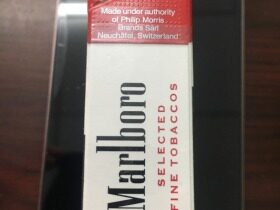 Made under authority
of Philip Morris
Brands Sàrl
Neuchâtel, Switzerland
Marlboro
SELECTED
FINE TOBACCOS